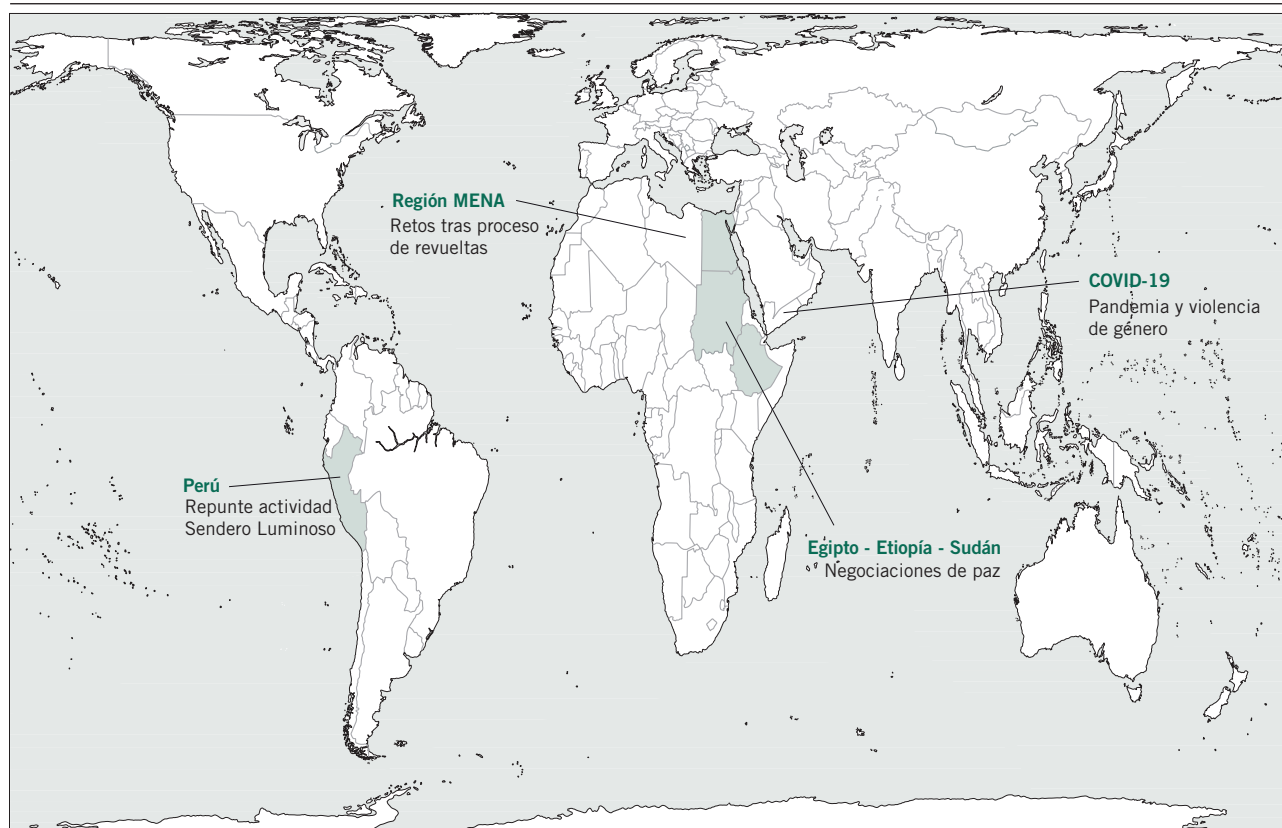 Región MENA
Retos tras proceso
de revueltas
COVID-19
Pandemia y violencia
de género
Perú
Repunte actividad
Sendero Luminoso
Egipto - Etiopía - Sudán
Negociaciones de paz